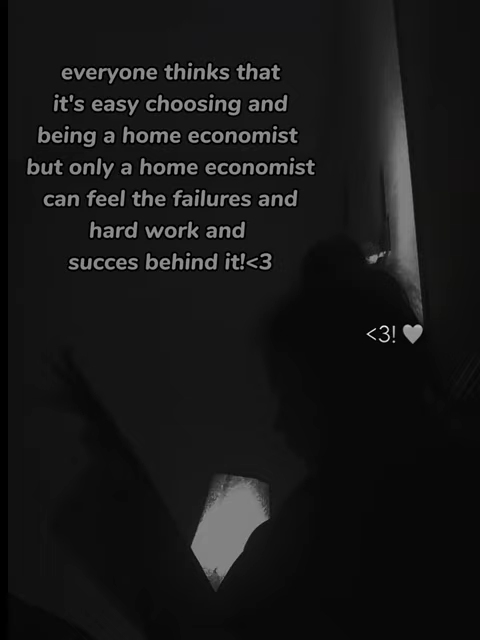 everyone thinks that
it's easy choosing and
being a home economist
but only a home economist
can feel the failures and
hard work and
succes behind it!<3
<3! 🤍